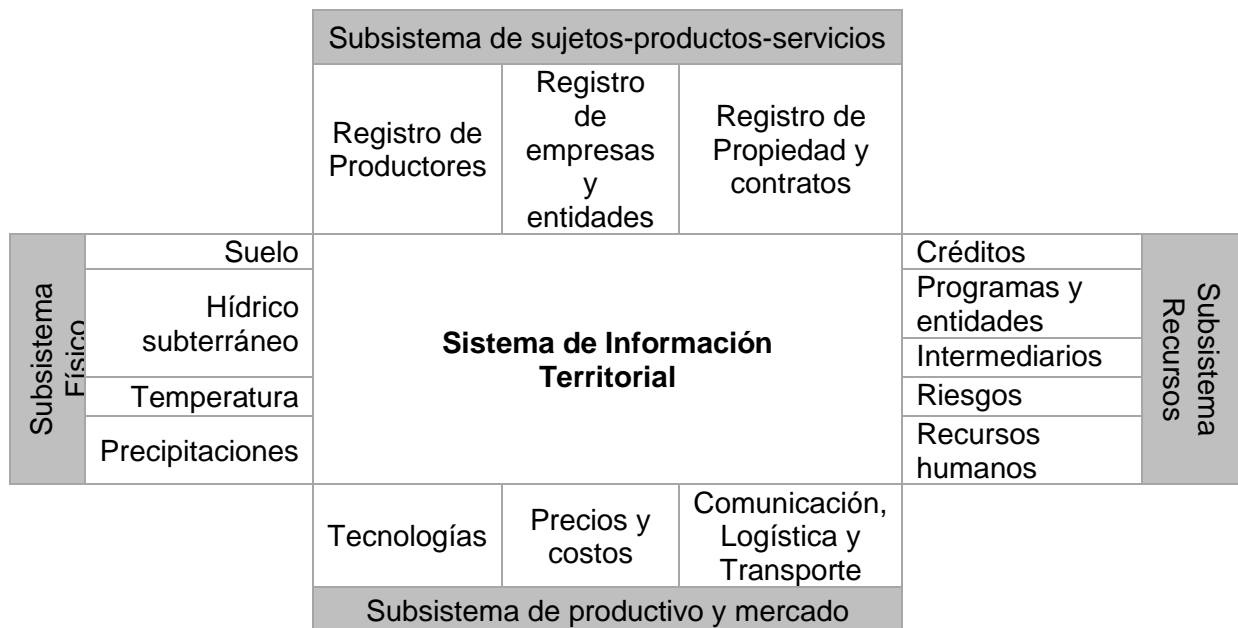 Subsistema de sujetos-productos-servicios
Registro de
Productores
Registro
de
empresas
y
entidades
Registro de
Propiedad y
contratos
Subsistema
Físico
Suelo
Hídrico
subterráneo
Temperatura
Precipitaciones
Sistema de Información
Territorial
Créditos
Programas y
entidades
Intermediarios
Riesgos
Recursos
humanos
Subsistema
Recursos
Tecnologías
Precios y
costos
Comunicación,
Logística y
Transporte
Subsistema de productivo y mercado